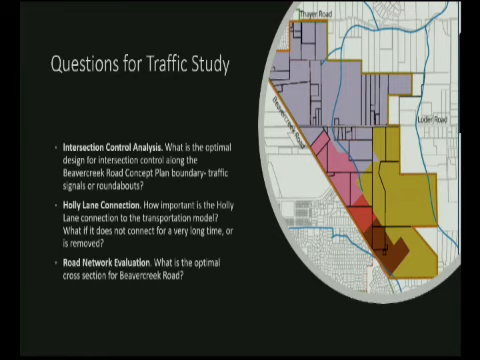 Questions for Traffic Study
Intersection Control Analysis. What is the optimal
design for intersection control along the
Beavercreek Road Concept Plan boundary- traffic
signals or roundabouts?
Holly Lane Connection. How important is the Holly
Lane connection to the transportation model?
What if it does not connect for a very long time, or
is removed?
Road Network Evaluation. What is the optimal
cross section for Beavercreek Road?
Thayer Road
Loder Road
Beavercreek Road